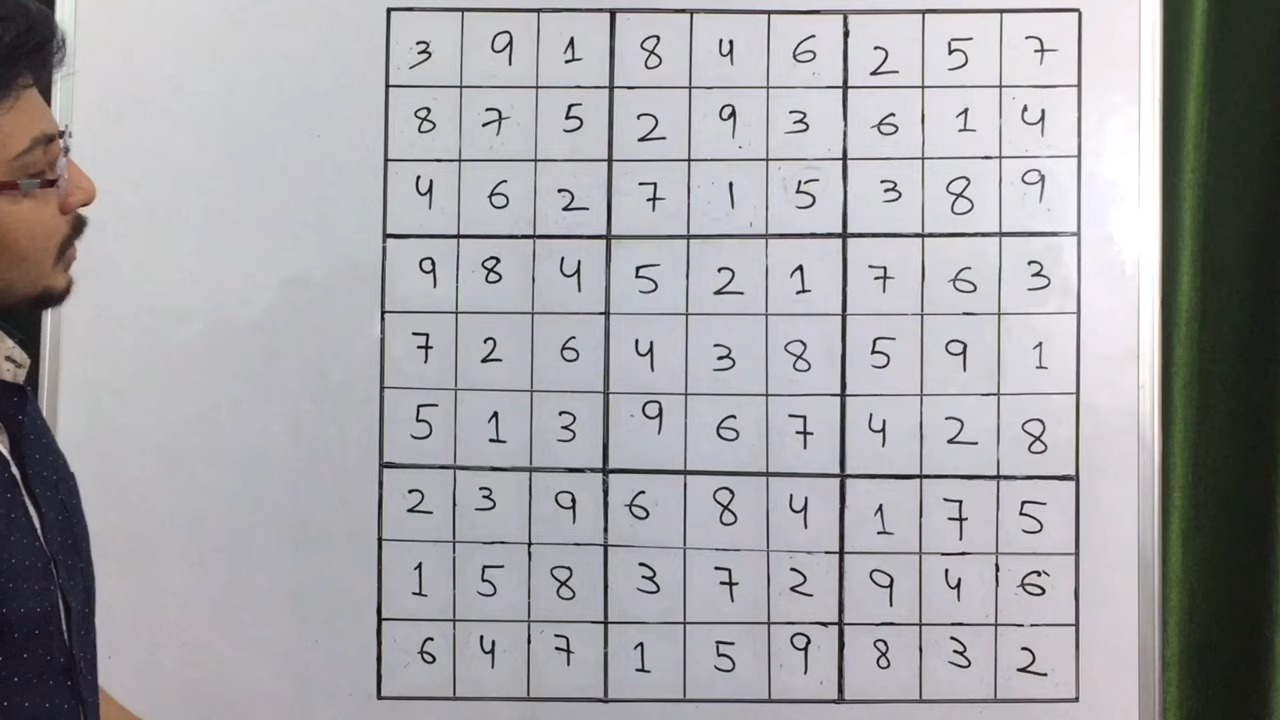 3 9 1 8 4 6 2 5 7
8 7 5 2 9 3 6 1 4
4 6 2 7 1 5 3 8 9
9 8 4 5 2 1 7 6 3
7 2 6 4 3 8 5 9 1
5 1 3 9 6 7 4 2 8
2 3 9 6 8 4 1 7 5
1 5 8 3 7 2 9 4 6
6 4 7 1 5 9 8 3 2